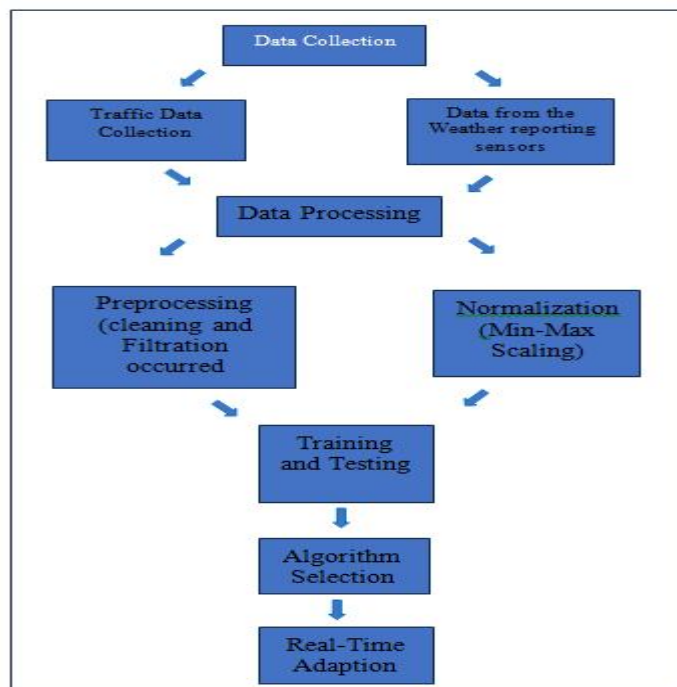 Data Collection
Traffic Data
Collection
Data from the
Weather reporting
sensors
Data Processing
Preprocessing
(cleaning and
Filtration
occurred
Normalization
(Min-Max
Scaling)
Training
and Testing
Algorithm
Selection
Real-Time
Adaption